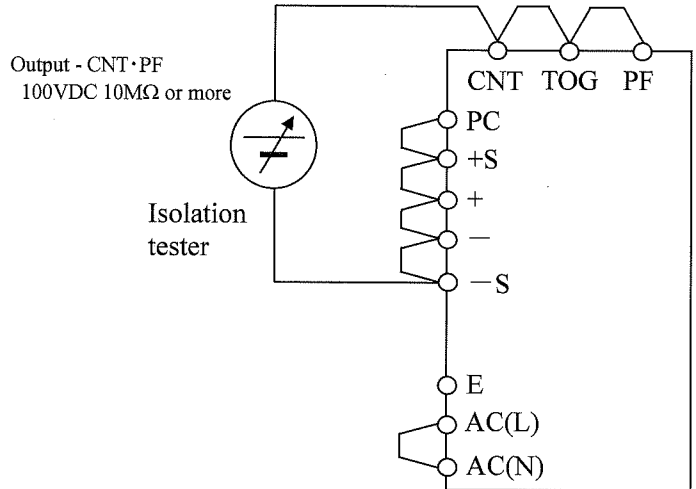 Output - CNT･PF
100VDC 10MΩ or more
CNT TOG PF
PC
+S
+
−
−S
Isolation
tester
E
AC(L)
AC(N)